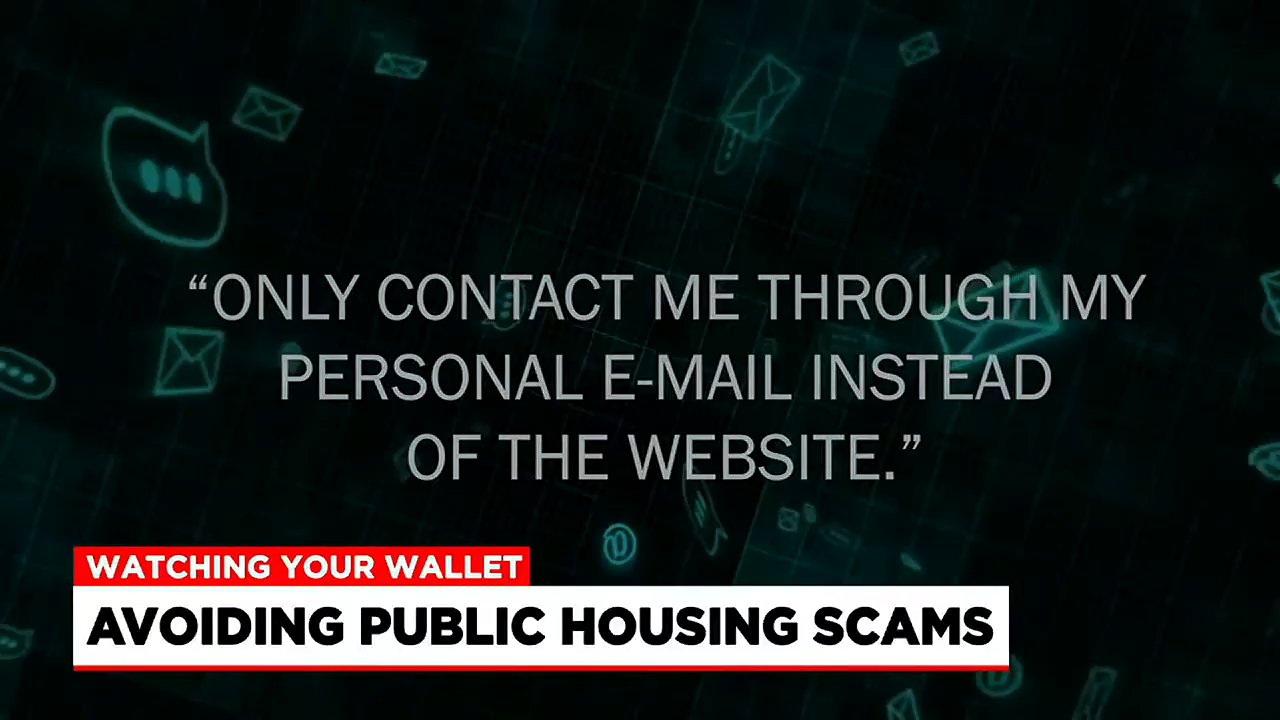 “ONLY CONTACT ME THROUGH MY
PERSONAL E-MAIL INSTEAD
OF THE WEBSITE.”
WATCHING YOUR WALLET
AVOIDING PUBLIC HOUSING SCAMS